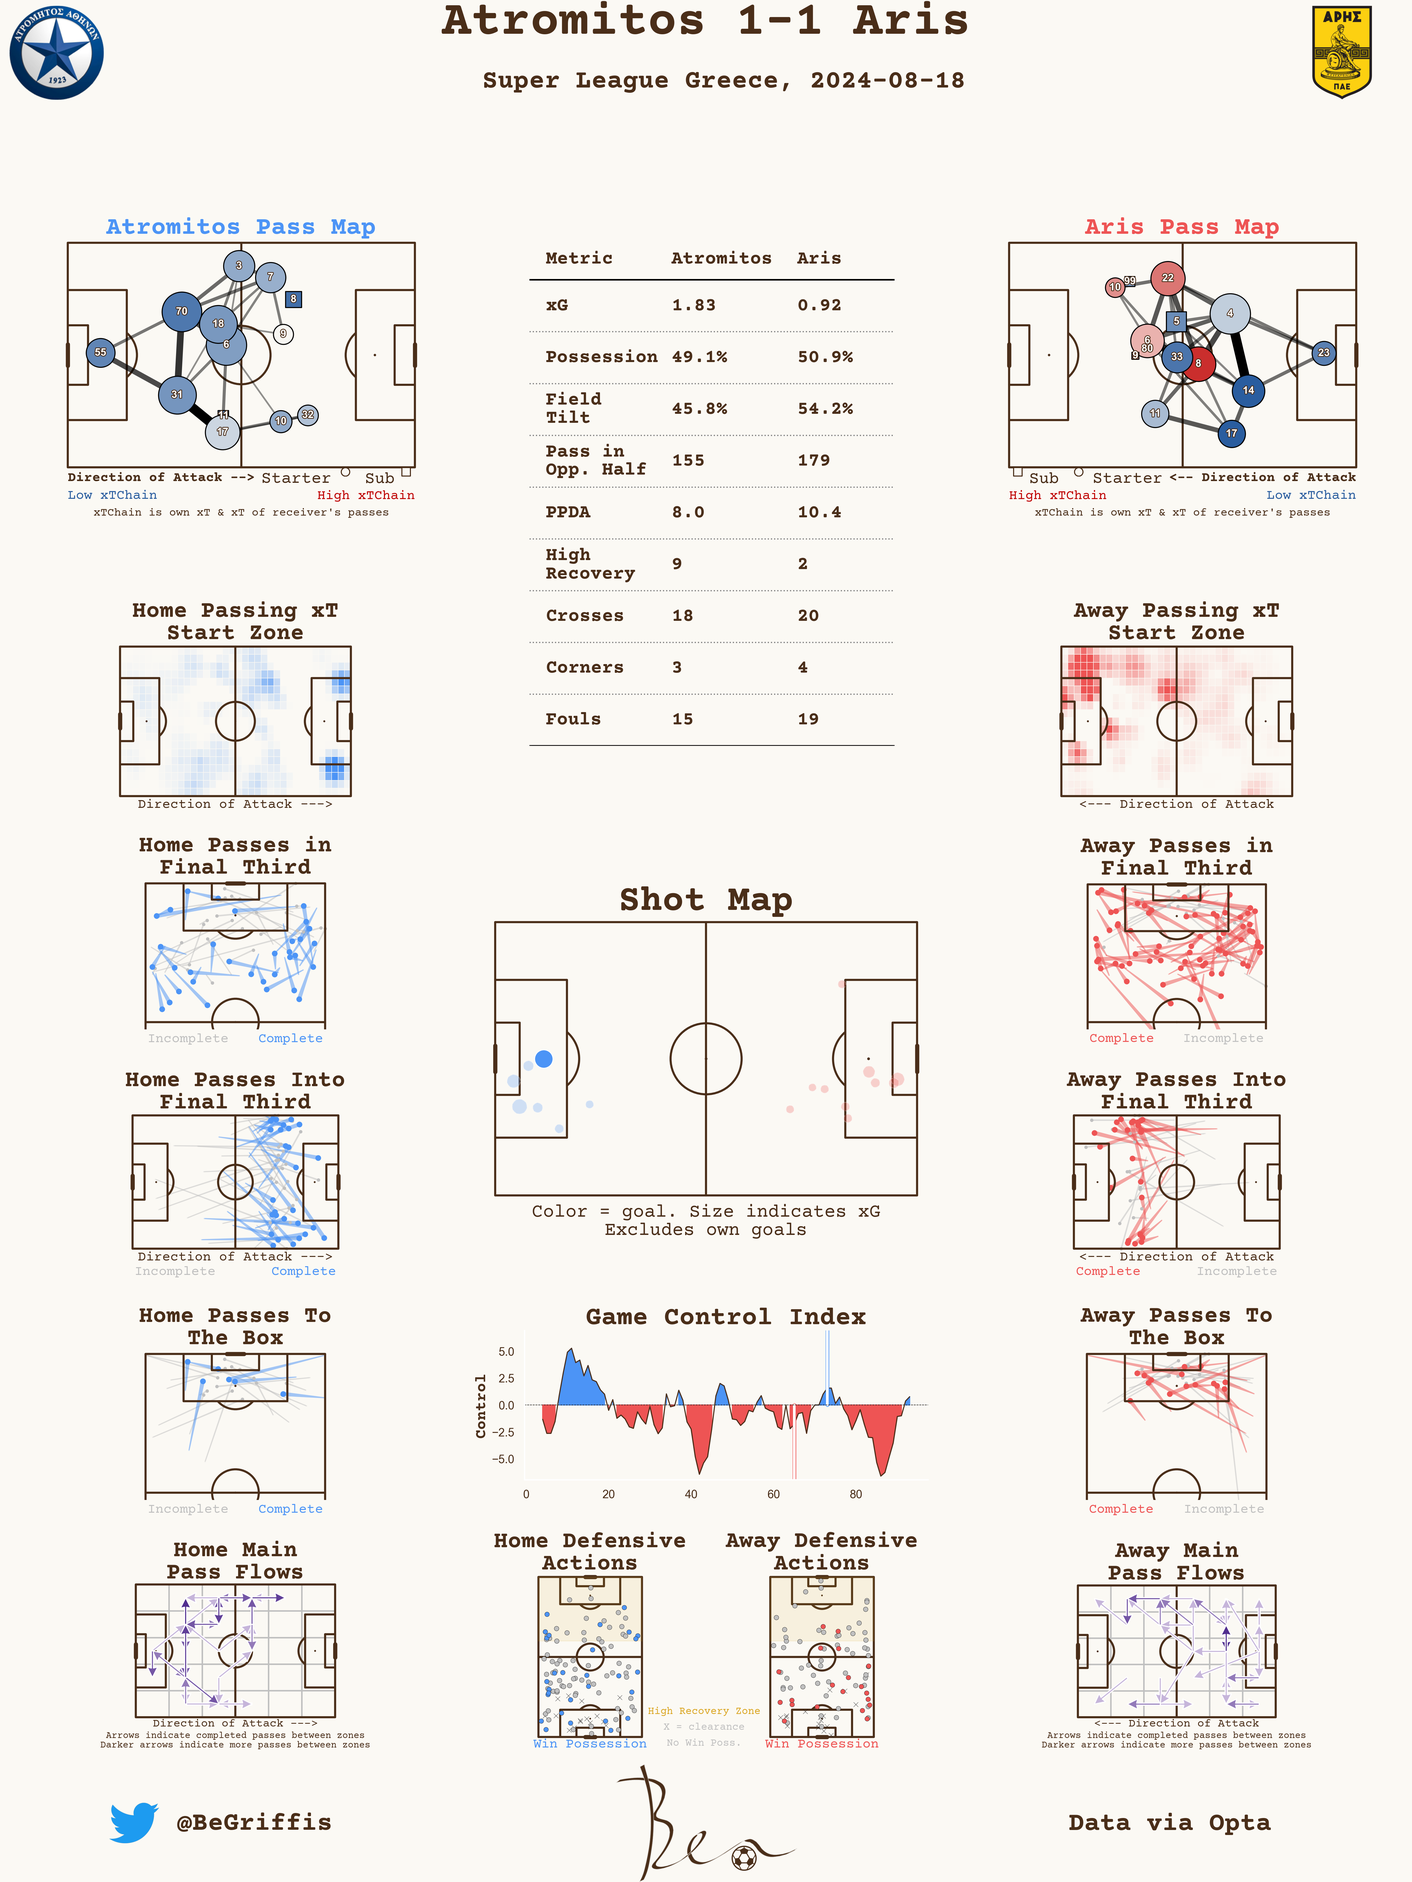 Atromitos 1-1 Aris
Super League Greece, 2024-08-18
ΑΤΡΟΜΗΤΟΣ ΑΘΗΝΩΝ
1923
ΑΡΗΣ
ΠΑΕ
Atromitos Pass Map
3
7
8
70
18
9
6
55
31
11
17
10
32
Direction of Attack --> Starter Sub
Low xTChain High xTChain
xTChain is own xT & xT of receiver's passes
Metric Atromitos Aris
xG 1.83 0.92
Possession 49.1% 50.9%
Field
Tilt 45.8% 54.2%
Pass in
Opp. Half 155 179
PPDA 8.0 10.4
High
Recovery 9 2
Crosses 18 20
Corners 3 4
Fouls 15 19
Aris Pass Map
22
99
10
4
5
6
80
9
33
8
23
14
11
17
Sub Starter <-- Direction of Attack
High xTChain Low xTChain
xTChain is own xT & xT of receiver's passes
Home Passing xT
Start Zone
Direction of Attack --->
Away Passing xT
Start Zone
<--- Direction of Attack
Home Passes in
Final Third
Incomplete Complete
Away Passes in
Final Third
Complete Incomplete
Shot Map
Color = goal. Size indicates xG
Excludes own goals
Home Passes Into
Final Third
Direction of Attack --->
Incomplete Complete
Away Passes Into
Final Third
<--- Direction of Attack
Complete Incomplete
Home Passes To
The Box
Incomplete Complete
Game Control Index
Control
5.0
2.5
0.0
−2.5
−5.0
0 20 40 60 80
Away Passes To
The Box
Complete Incomplete
Home Main
Pass Flows
Direction of Attack --->
Arrows indicate completed passes between zones
Darker arrows indicate more passes between zones
Home Defensive
Actions
Win Possession
Away Defensive
Actions
Win Possession
High Recovery Zone
X = clearance
No Win Poss.
Away Main
Pass Flows
<--- Direction of Attack
Arrows indicate completed passes between zones
Darker arrows indicate more passes between zones
@BeGriffis
Ben
Data via Opta